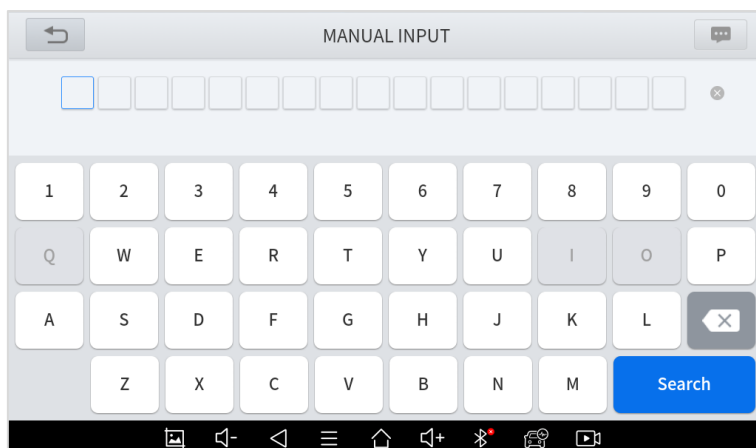 MANUAL INPUT
1 2 3 4 5 6 7 8 9 0
Q W E R T Y U I O P
A S D F G H J K L
Z X C V B N M Search